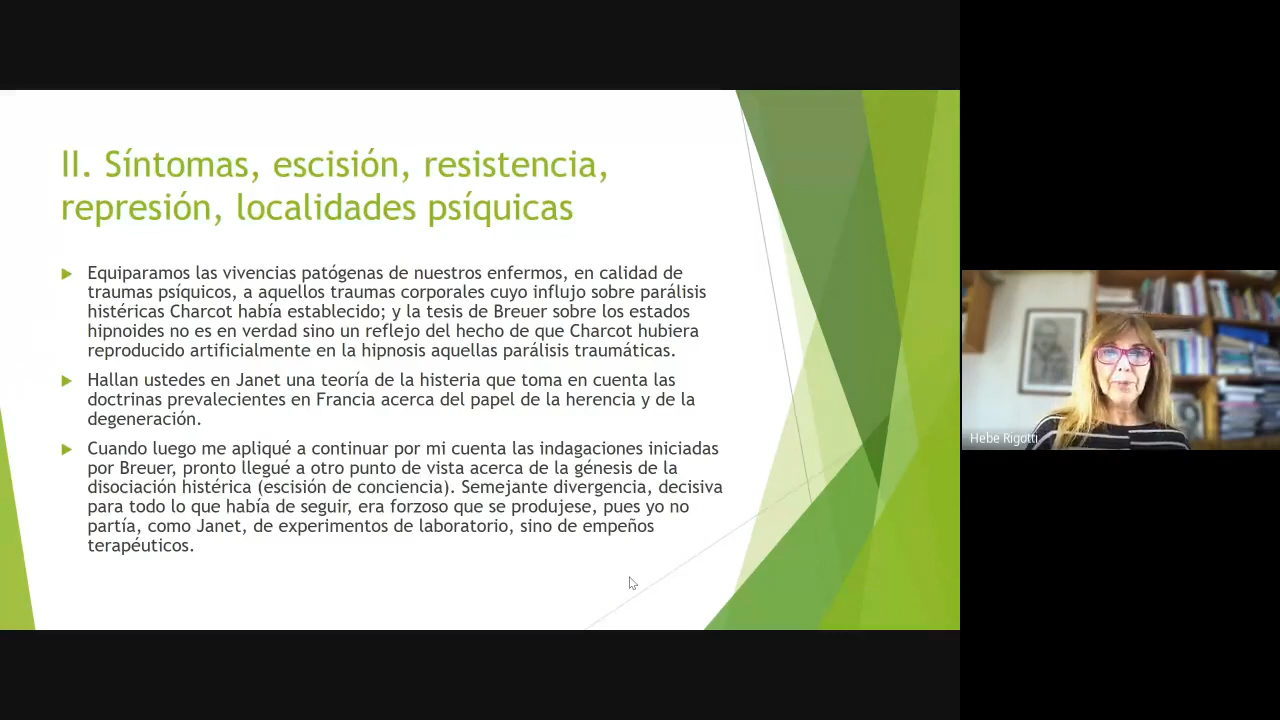 II. Síntomas, escisión, resistencia,
represión, localidades psíquicas
Equiparamos las vivencias patógenas de nuestros enfermos, en calidad de
traumas psíquicos, a aquellos traumas corporales cuyo influjo sobre parálisis
histéricas Charcot había establecido; y la tesis de Breuer sobre los estados
hipnoides no es en verdad sino un reflejo del hecho de que Charcot hubiera
reproducido artificialmente en la hipnosis aquellas parálisis traumáticas.
Hallan ustedes en Janet una teoría de la histeria que toma en cuenta las
doctrinas prevalecientes en Francia acerca del papel de la herencia y de la
degeneración.
Cuando luego me apliqué a continuar por mi cuenta las indagaciones iniciadas
por Breuer, pronto llegué a otro punto de vista acerca de la génesis de la
disociación histérica (escisión de conciencia). Semejante divergencia, decisiva
para todo lo que había de seguir, era forzoso que se produjese, pues yo no
partía, como Janet, de experimentos de laboratorio, sino de empeños
terapéuticos.
Hebe Rigotti